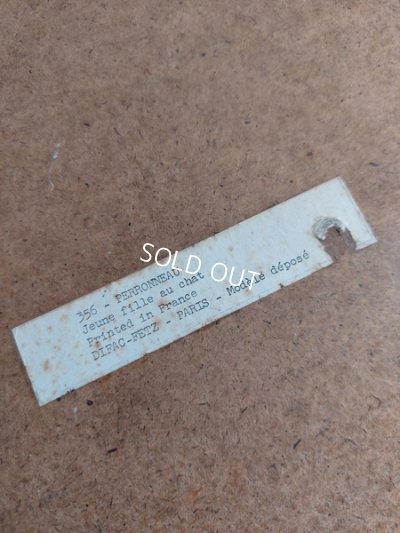 356 - PERRONNEAU
Jeune fille au chat
Printed in France
DIFAC-FETZ - PARIS - Modèle déposé
SOLD OUT